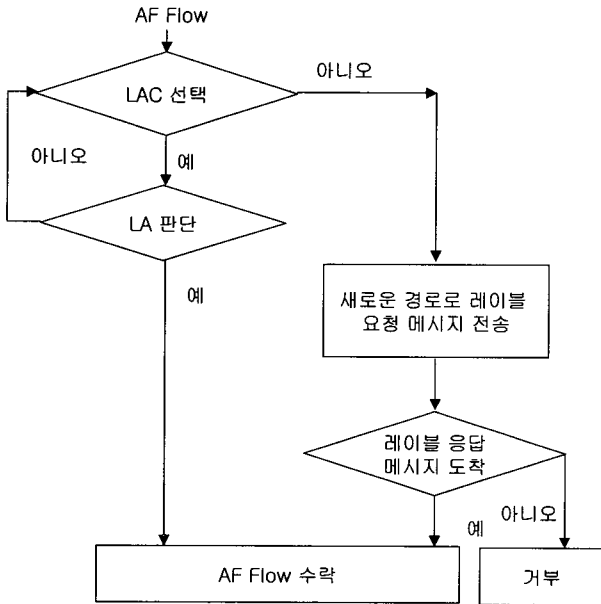 AF Flow
LAC 선택
아니오
아니오
예
LA 판단
예
새로운 경로로 레이블
요청 메시지 전송
레이블 응답
메시지 도착
예
아니오
AF Flow 수락
거부